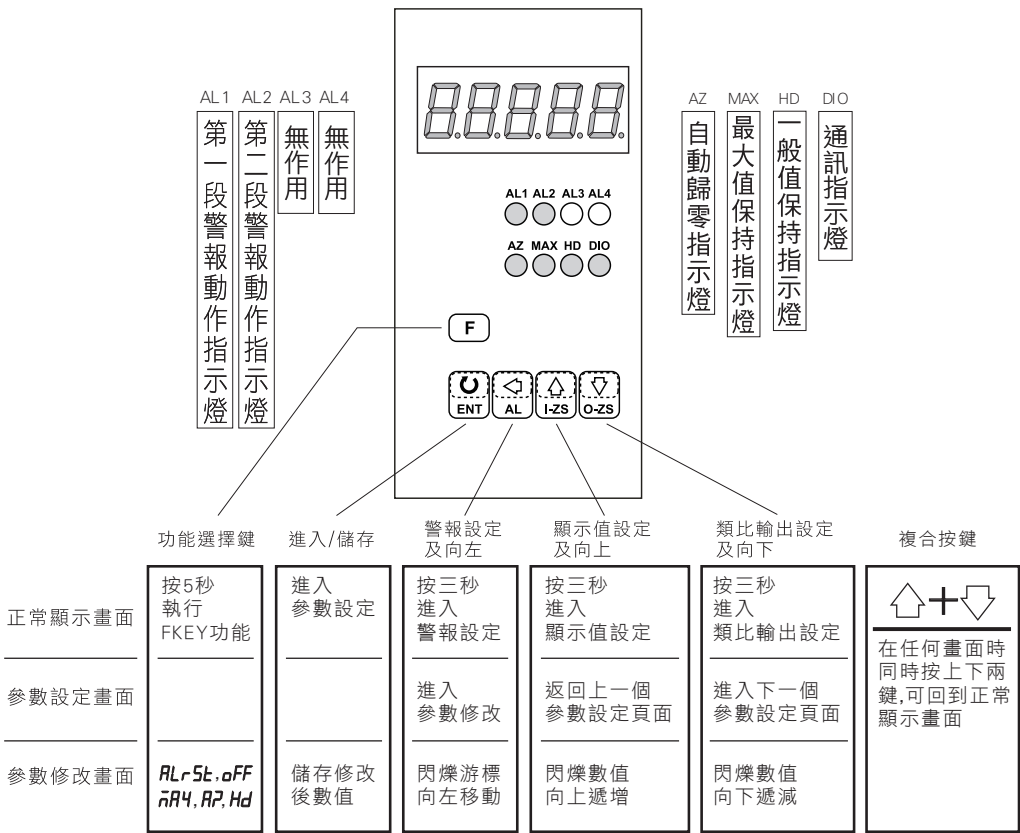 AL1 AL2 AL3 AL4
第一段警報動作指示燈
第二段警報動作指示燈
無作用
無作用
88888
AZ MAX HD DIO
自動歸零指示燈
最大值保持指示燈
一般值保持指示燈
通訊指示燈
AL1 AL2 AL3 AL4
AZ MAX HD DIO
F
ENT AL I-ZS O-ZS
功能選擇鍵
進入/儲存
警報設定
及向左
顯示值設定
及向上
類比輸出設定
及向下
複合按鍵
正常顯示畫面
按5秒
執行
FKEY功能
進入
參數設定
按三秒
進入
警報設定
按三秒
進入
顯示值設定
按三秒
進入
類比輸出設定
+
在任何畫面時
同時按上下兩
鍵,可回到正常
顯示畫面
參數設定畫面
進入
參數修改
返回上一個
參數設定頁面
進入下一個
參數設定頁面
參數修改畫面
儲存修改
後數值
閃爍游標
向左移動
閃爍數值
向上遞增
閃爍數值
向下遞減